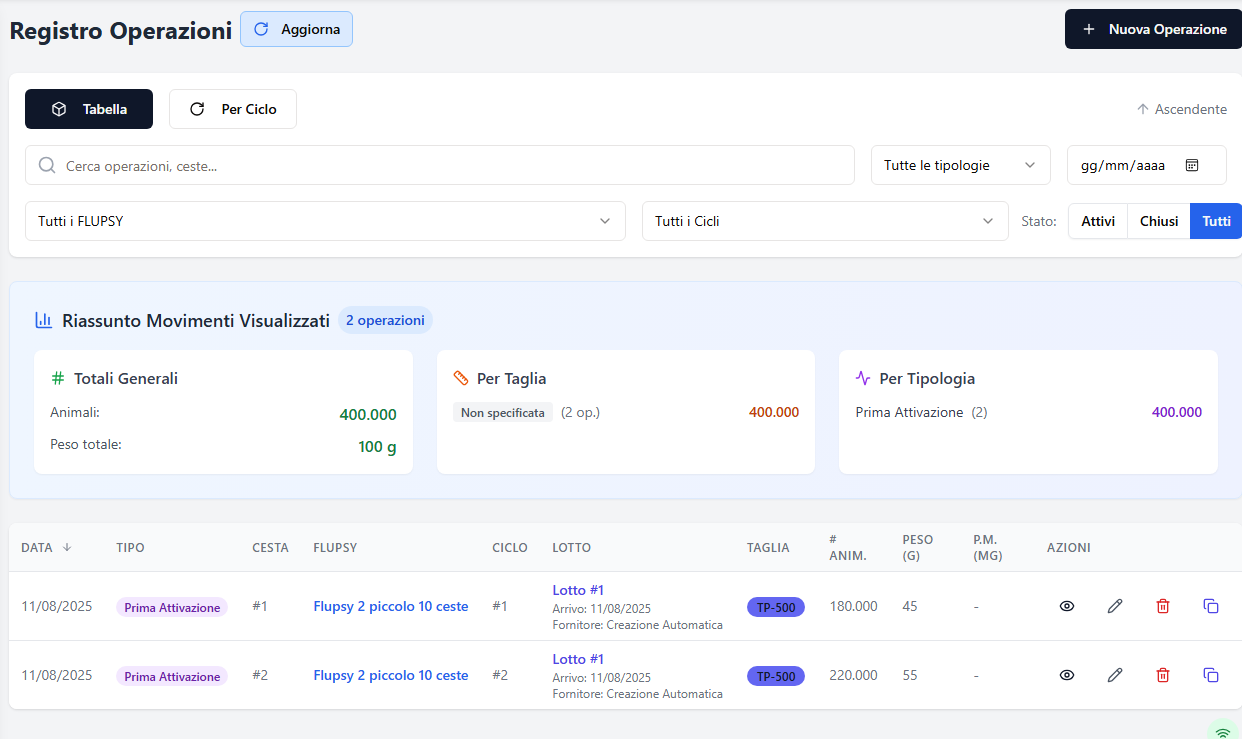 Registro Operazioni
Aggiorna
Nuova Operazione
Tabella
Per Ciclo
Ascendente
Cerca operazioni, ceste...
Tutte le tipologie
gg/mm/aaaa
Tutti i FLUPSY
Tutti i Cicli
Stato:
Attivi
Chiusi
Tutti
Riassunto Movimenti Visualizzati
2 operazioni
# Totali Generali
Animali: 400.000
Peso totale: 100 g
Per Taglia
Non specificata (2 op.) 400.000
Per Tipologia
Prima Attivazione (2) 400.000
DATA TIPO CESTA FLUPSY CICLO LOTTO TAGLIA # ANIM. PESO (G) P.M. (MG) AZIONI
11/08/2025 Prima Attivazione #1 Flupsy 2 piccolo 10 ceste #1
Lotto #1
Arrivo: 11/08/2025
Fornitore: Creazione Automatica
TP-500 180.000 45 -
11/08/2025 Prima Attivazione #2 Flupsy 2 piccolo 10 ceste #2
Lotto #1
Arrivo: 11/08/2025
Fornitore: Creazione Automatica
TP-500 220.000 55 -